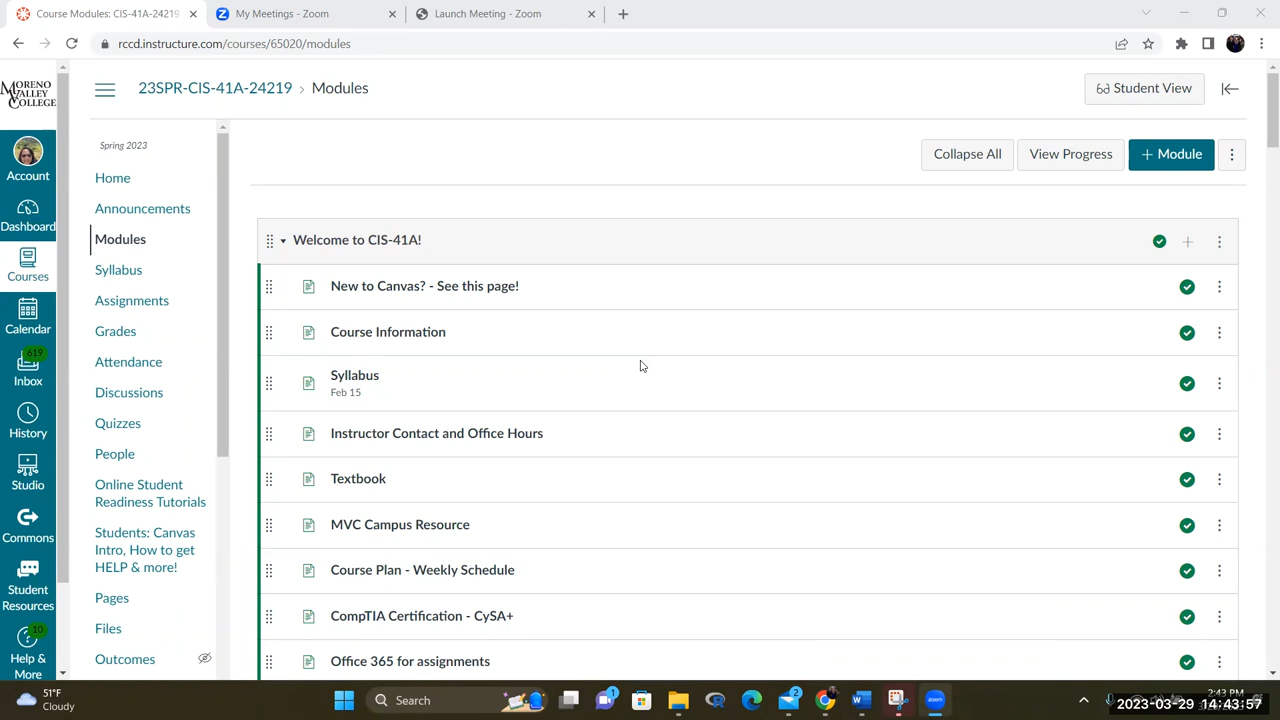 Course Modules: CIS-41A-24219
My Meetings - Zoom
Launch Meeting - Zoom
rccd.instructure.com/courses/65020/modules
MORENO
VALLEY
COLLEGE
23SPR-CIS-41A-24219 › Modules
Student View
Account
Dashboard
Courses
Calendar
619
Inbox
History
Studio
Commons
Student
Resources
10
Help &
More
Spring 2023
Home
Announcements
Modules
Syllabus
Assignments
Grades
Attendance
Discussions
Quizzes
People
Online Student
Readiness Tutorials
Students: Canvas
Intro, How to get
HELP & more!
Pages
Files
Outcomes
Collapse All
View Progress
+ Module
Welcome to CIS-41A!
New to Canvas? - See this page!
Course Information
Syllabus
Feb 15
Instructor Contact and Office Hours
Textbook
MVC Campus Resource
Course Plan - Weekly Schedule
CompTIA Certification - CySA+
Office 365 for assignments
51°F
Cloudy
Search
1
2
2:43 PM
2023-03-29 14:43:57